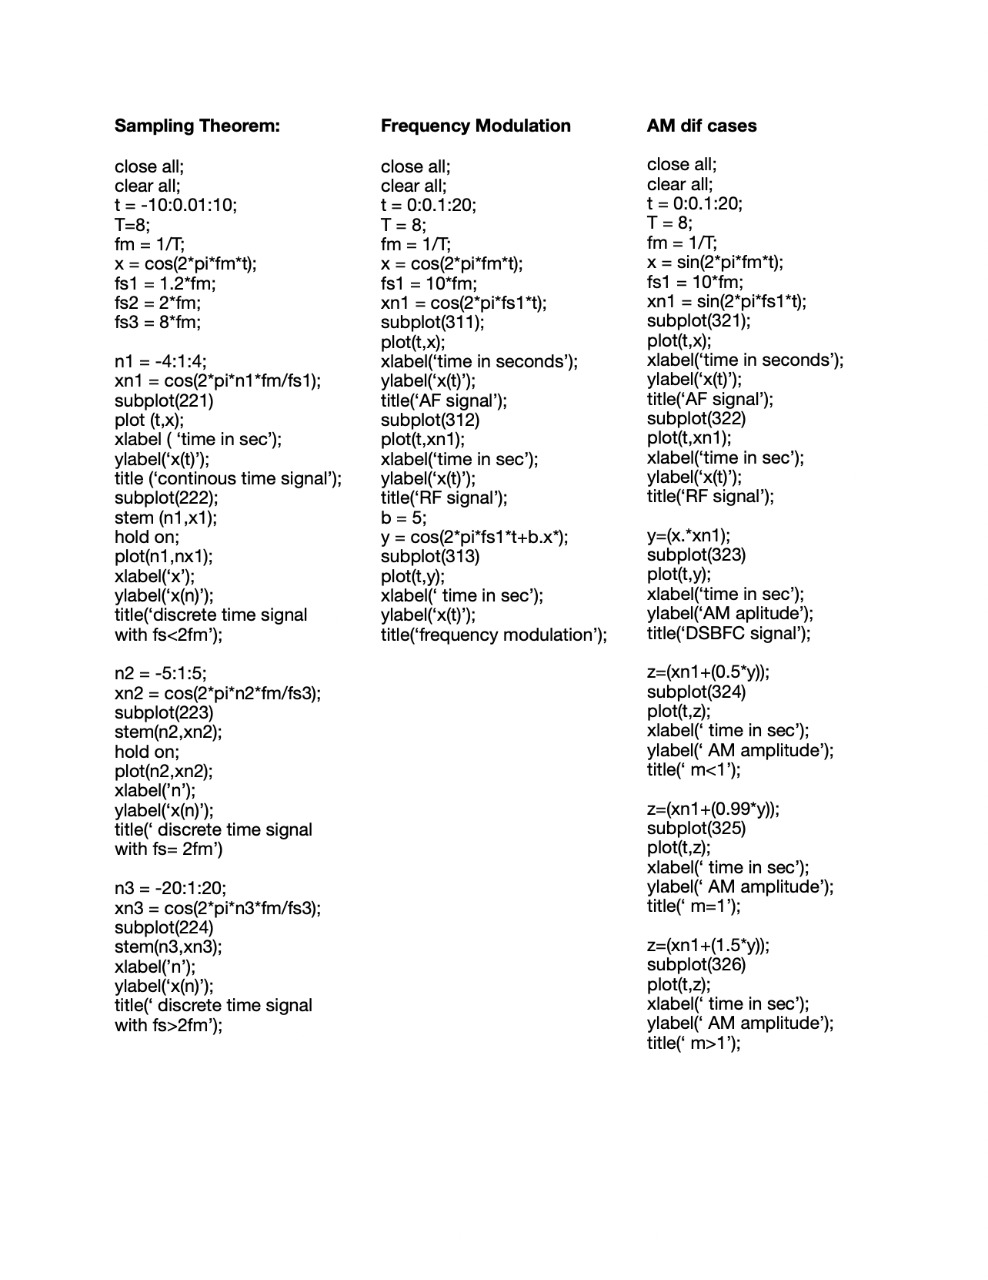 Sampling Theorem:
close all;
clear all;
t = -10:0.01:10;
T=8;
fm = 1/T;
x = cos(2*pi*fm*t);
fs1 = 1.2*fm;
fs2 = 2*fm;
fs3 = 8*fm;
n1 = -4:1:4;
xn1 = cos(2*pi*n1*fm/fs1);
subplot(221)
plot (t,x);
xlabel ( ‘time in sec’);
ylabel(‘x(t)’);
title (‘continous time signal’);
subplot(222);
stem (n1,x1);
hold on;
plot(n1,nx1);
xlabel(‘x’);
ylabel(‘x(n)’);
title(‘discrete time signal
with fs<2fm’);
n2 = -5:1:5;
xn2 = cos(2*pi*n2*fm/fs3);
subplot(223)
stem(n2,xn2);
hold on;
plot(n2,xn2);
xlabel(’n’);
ylabel(‘x(n)’);
title(‘ discrete time signal
with fs= 2fm’)
n3 = -20:1:20;
xn3 = cos(2*pi*n3*fm/fs3);
subplot(224)
stem(n3,xn3);
xlabel(’n’);
ylabel(‘x(n)’);
title(‘ discrete time signal
with fs>2fm’);
Frequency Modulation
close all;
clear all;
t = 0:0.1:20;
T = 8;
fm = 1/T;
x = cos(2*pi*fm*t);
fs1 = 10*fm;
xn1 = cos(2*pi*fs1*t);
subplot(311);
plot(t,x);
xlabel(‘time in seconds’);
ylabel(‘x(t)’);
title(‘AF signal’);
subplot(312)
plot(t,xn1);
xlabel(‘time in sec’);
ylabel(‘x(t)’);
title(‘RF signal’);
b = 5;
y = cos(2*pi*fs1*t+b.x*);
subplot(313)
plot(t,y);
xlabel(‘ time in sec’);
ylabel(‘x(t)’);
title(‘frequency modulation’);
AM dif cases
close all;
clear all;
t = 0:0.1:20;
T = 8;
fm = 1/T;
x = sin(2*pi*fm*t);
fs1 = 10*fm;
xn1 = sin(2*pi*fs1*t);
subplot(321);
plot(t,x);
xlabel(‘time in seconds’);
ylabel(‘x(t)’);
title(‘AF signal’);
subplot(322)
plot(t,xn1);
xlabel(‘time in sec’);
ylabel(‘x(t)’);
title(‘RF signal’);
y=(x.*xn1);
subplot(323)
plot(t,y);
xlabel(‘time in sec’);
ylabel(‘AM aplitude’);
title(‘DSBFC signal’);
z=(xn1+(0.5*y));
subplot(324)
plot(t,z);
xlabel(‘ time in sec’);
ylabel(‘ AM amplitude’);
title(‘ m<1’);
z=(xn1+(0.99*y));
subplot(325)
plot(t,z);
xlabel(‘ time in sec’);
ylabel(‘ AM amplitude’);
title(‘ m=1’);
z=(xn1+(1.5*y));
subplot(326)
plot(t,z);
xlabel(‘ time in sec’);
ylabel(‘ AM amplitude’);
title(‘ m>1’);